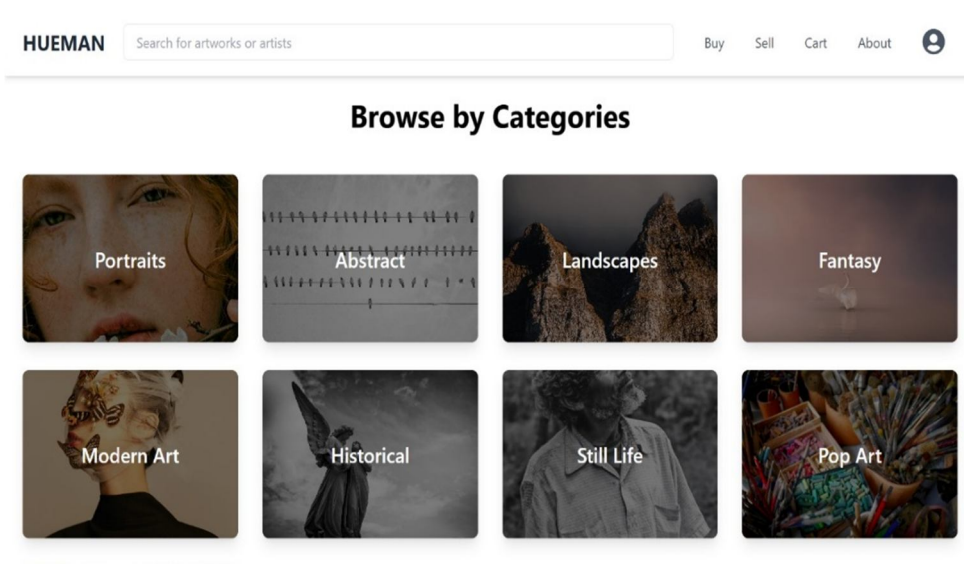 HUEMAN
Search for artworks or artists
Buy Sell Cart About
Browse by Categories
Portraits Abstract Landscapes Fantasy
Modern Art Historical Still Life Pop Art